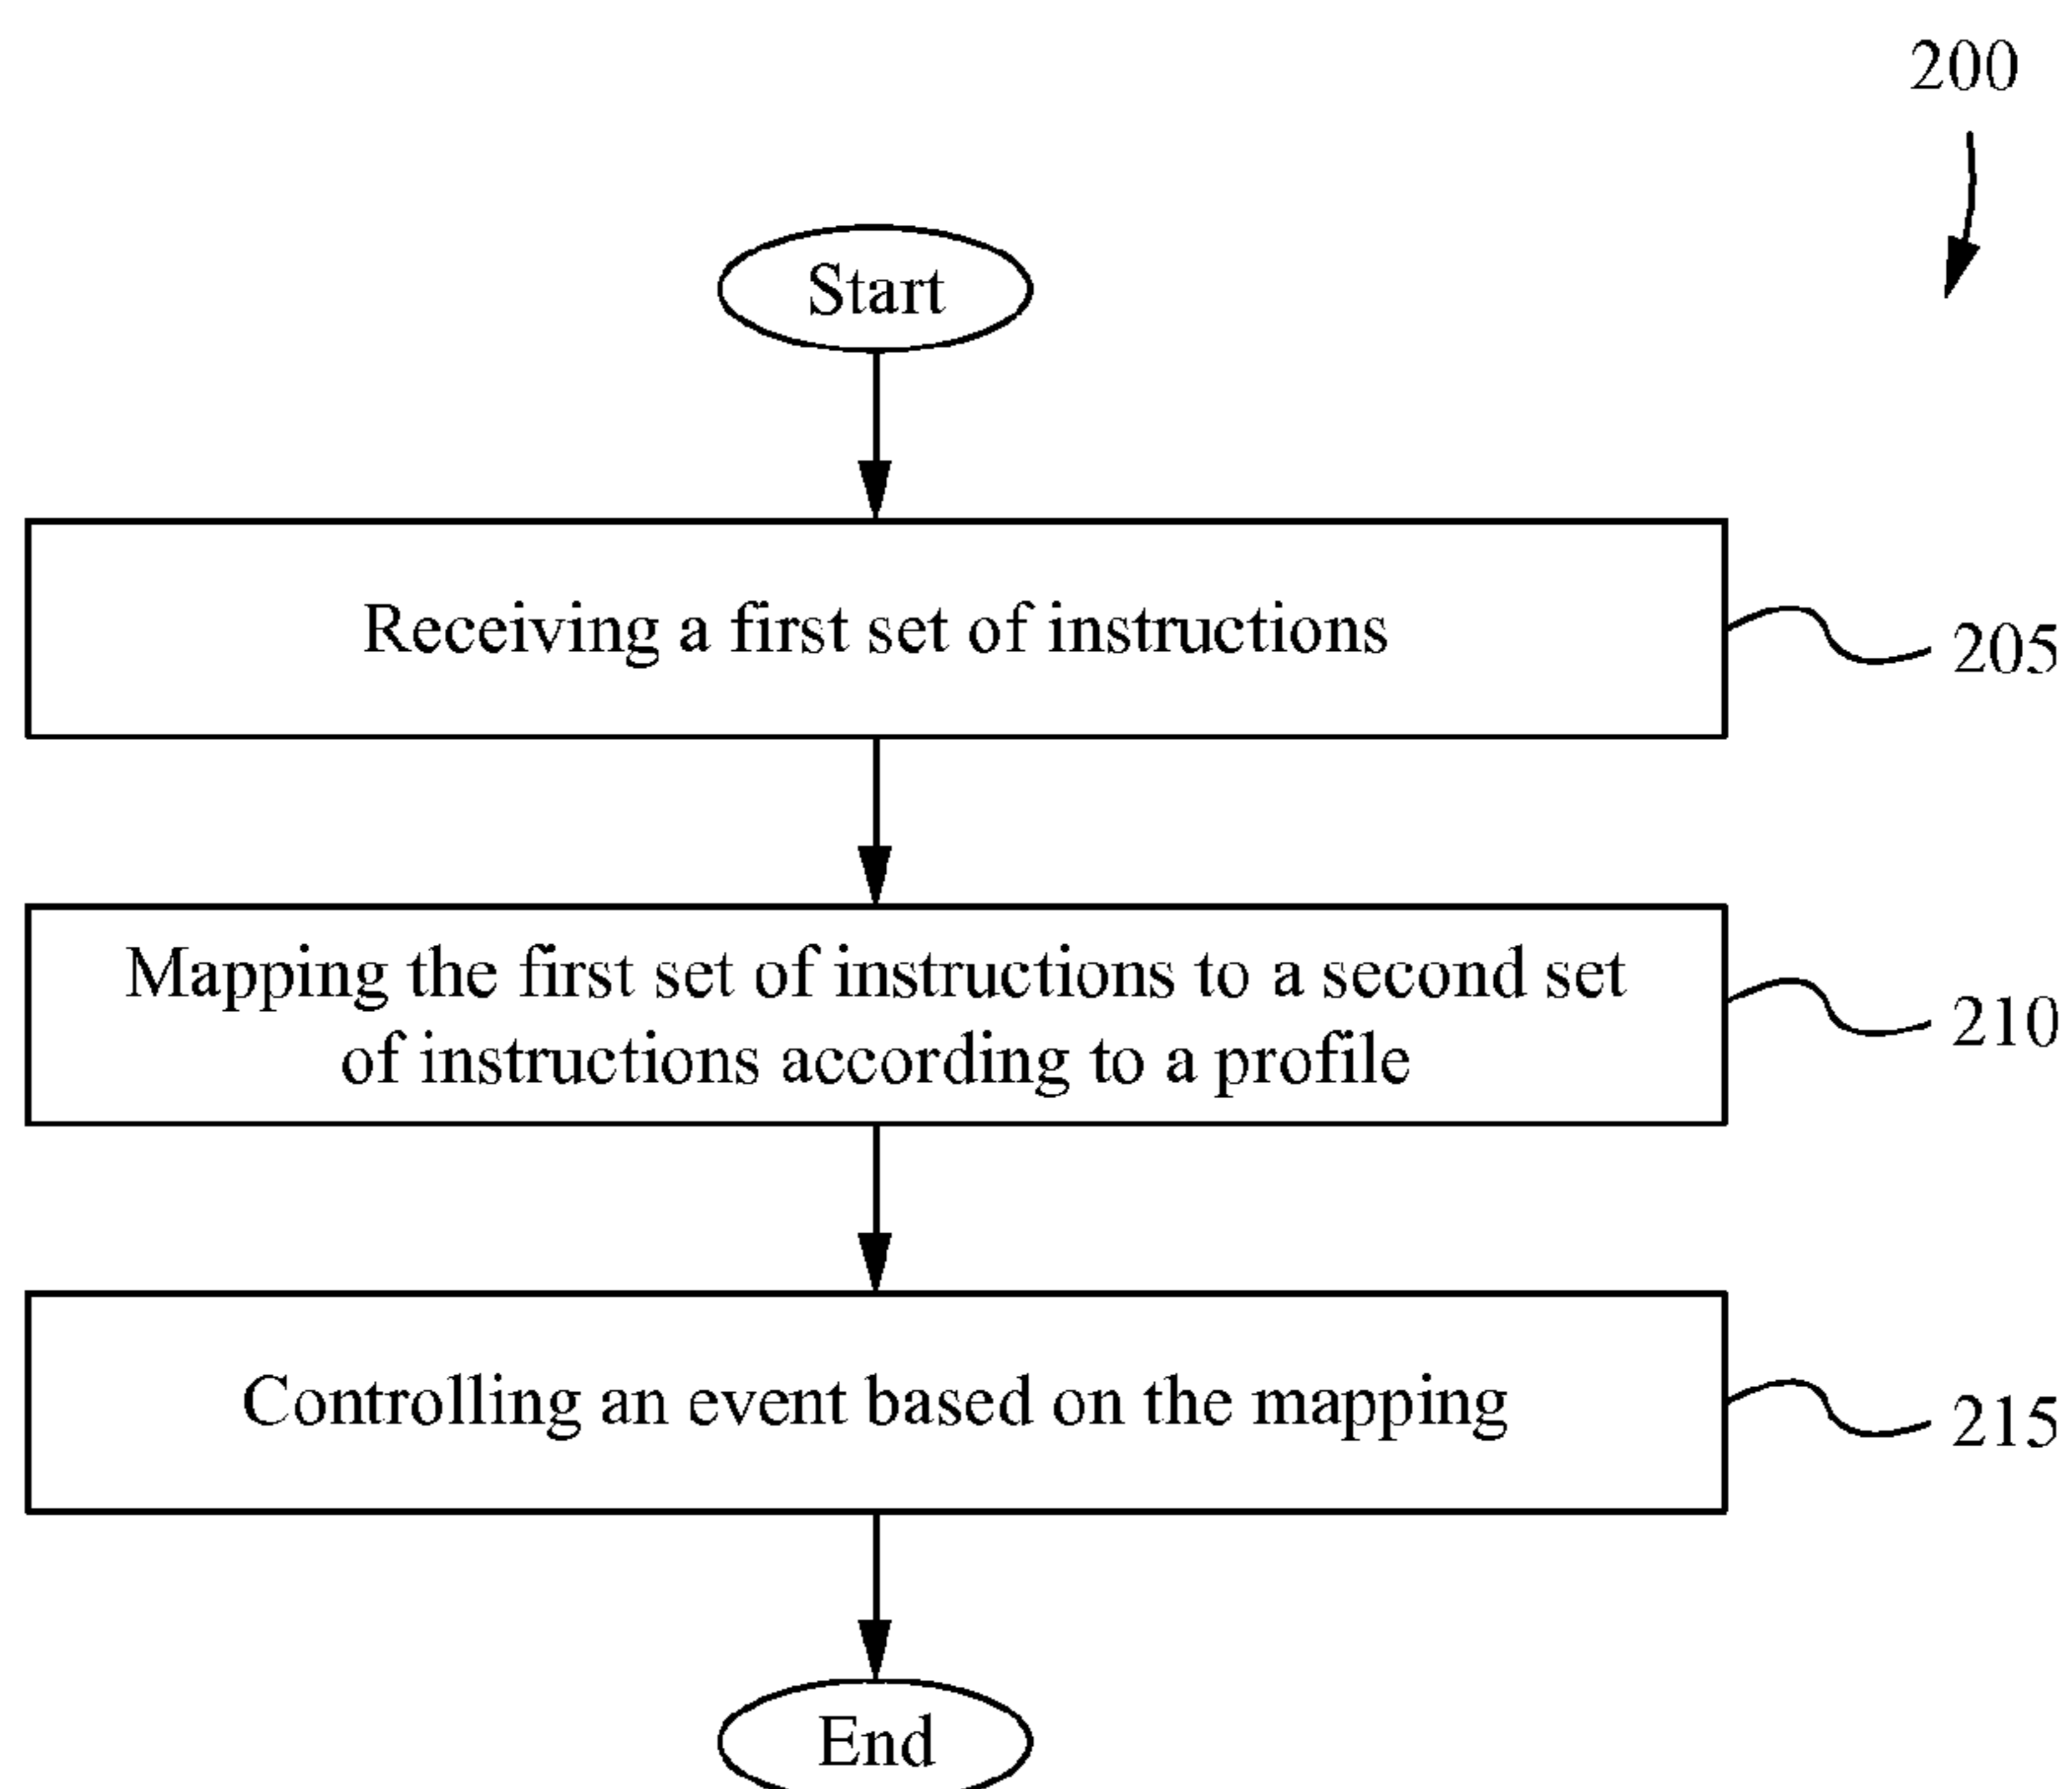 200
Start
Receiving a first set of instructions
205
Mapping the first set of instructions to a second set
of instructions according to a profile
210
Controlling an event based on the mapping
215
End